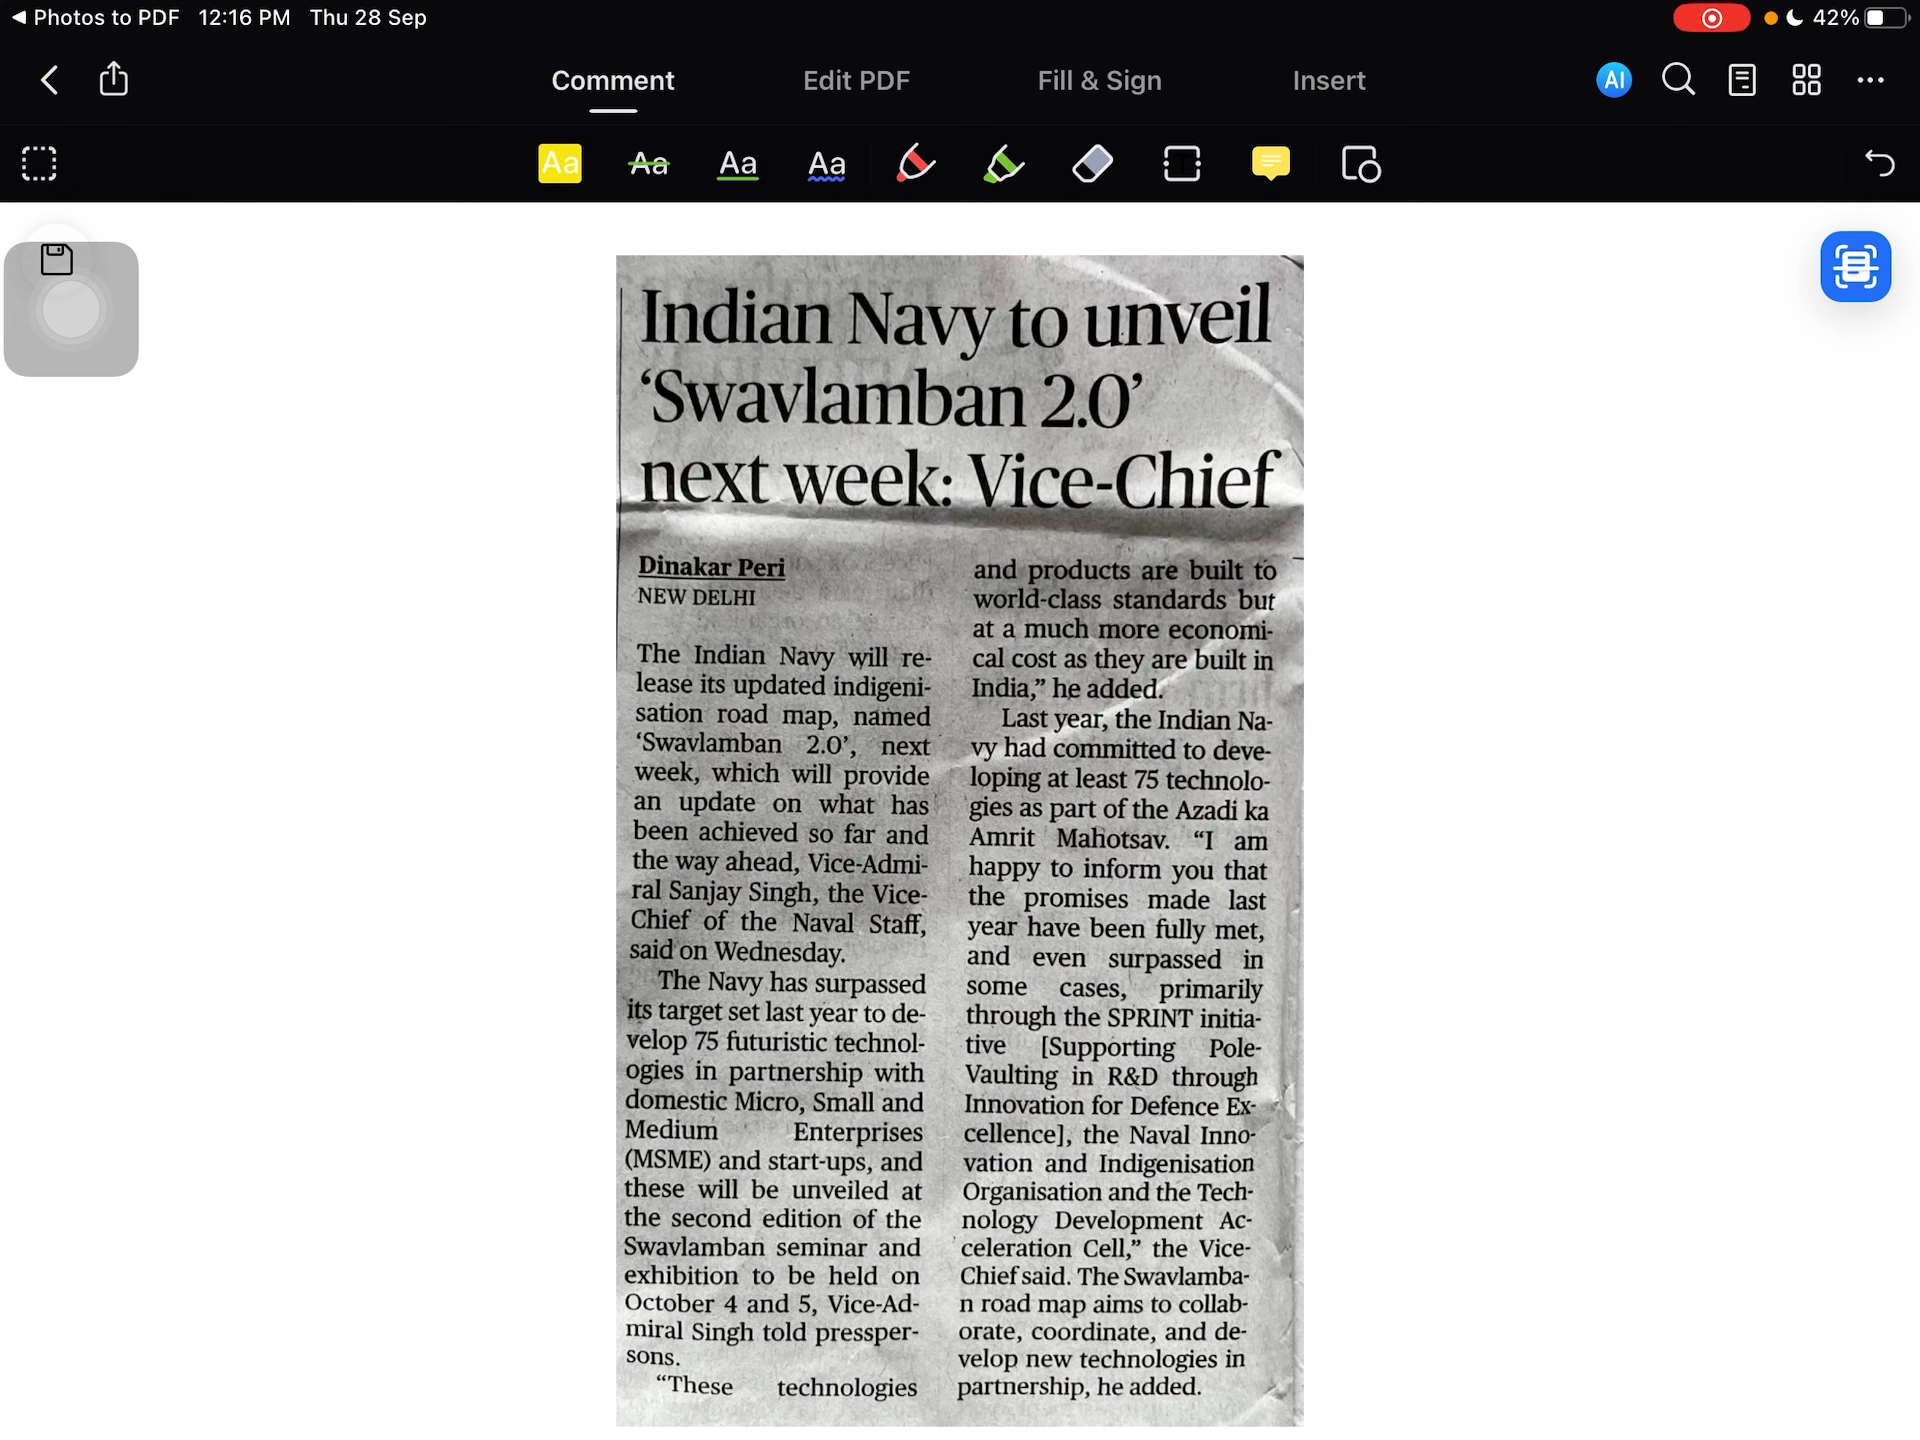 Photos to PDF 12:16 PM Thu 28 Sep
42%
Comment
Edit PDF
Fill & Sign
Insert
AI
Aa
Aa
Aa
Aa
T
Indian Navy to unveil
‘Swavlamban 2.0’
next week: Vice-Chief
Dinakar Peri
NEW DELHI
The Indian Navy will re-
lease its updated indigeni-
sation road map, named
‘Swavlamban 2.0’, next
week, which will provide
an update on what has
been achieved so far and
the way ahead, Vice-Admi-
ral Sanjay Singh, the Vice-
Chief of the Naval Staff,
said on Wednesday.
The Navy has surpassed
its target set last year to de-
velop 75 futuristic technol-
ogies in partnership with
domestic Micro, Small and
Medium Enterprises
(MSME) and start-ups, and
these will be unveiled at
the second edition of the
Swavlamban seminar and
exhibition to be held on
October 4 and 5, Vice-Ad-
miral Singh told pressper-
sons.
“These technologies
and products are built to
world-class standards but
at a much more economi-
cal cost as they are built in
India,” he added.
Last year, the Indian Na-
vy had committed to deve-
loping at least 75 technolo-
gies as part of the Azadi ka
Amrit Mahotsav. “I am
happy to inform you that
the promises made last
year have been fully met,
and even surpassed in
some cases, primarily
through the SPRINT initia-
tive [Supporting Pole-
Vaulting in R&D through
Innovation for Defence Ex-
cellence], the Naval Inno-
vation and Indigenisation
Organisation and the Tech-
nology Development Ac-
celeration Cell,” the Vice-
Chief said. The Swavlamba-
n road map aims to collab-
orate, coordinate, and de-
velop new technologies in
partnership, he added.